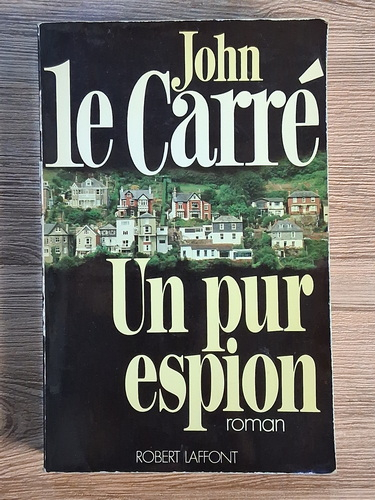 John
le Carré
Un pur
espion
roman
ROBERT LAFFONT